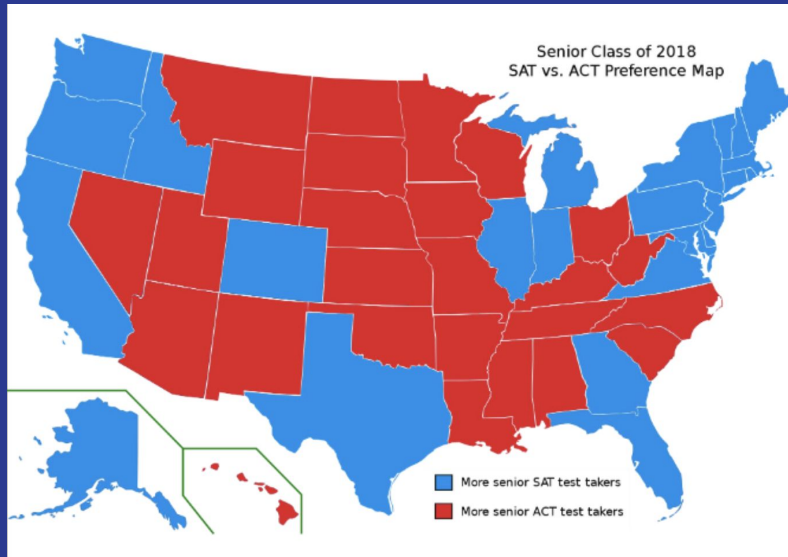 Senior Class of 2018
SAT vs. ACT Preference Map
More senior SAT test takers
More senior ACT test takers